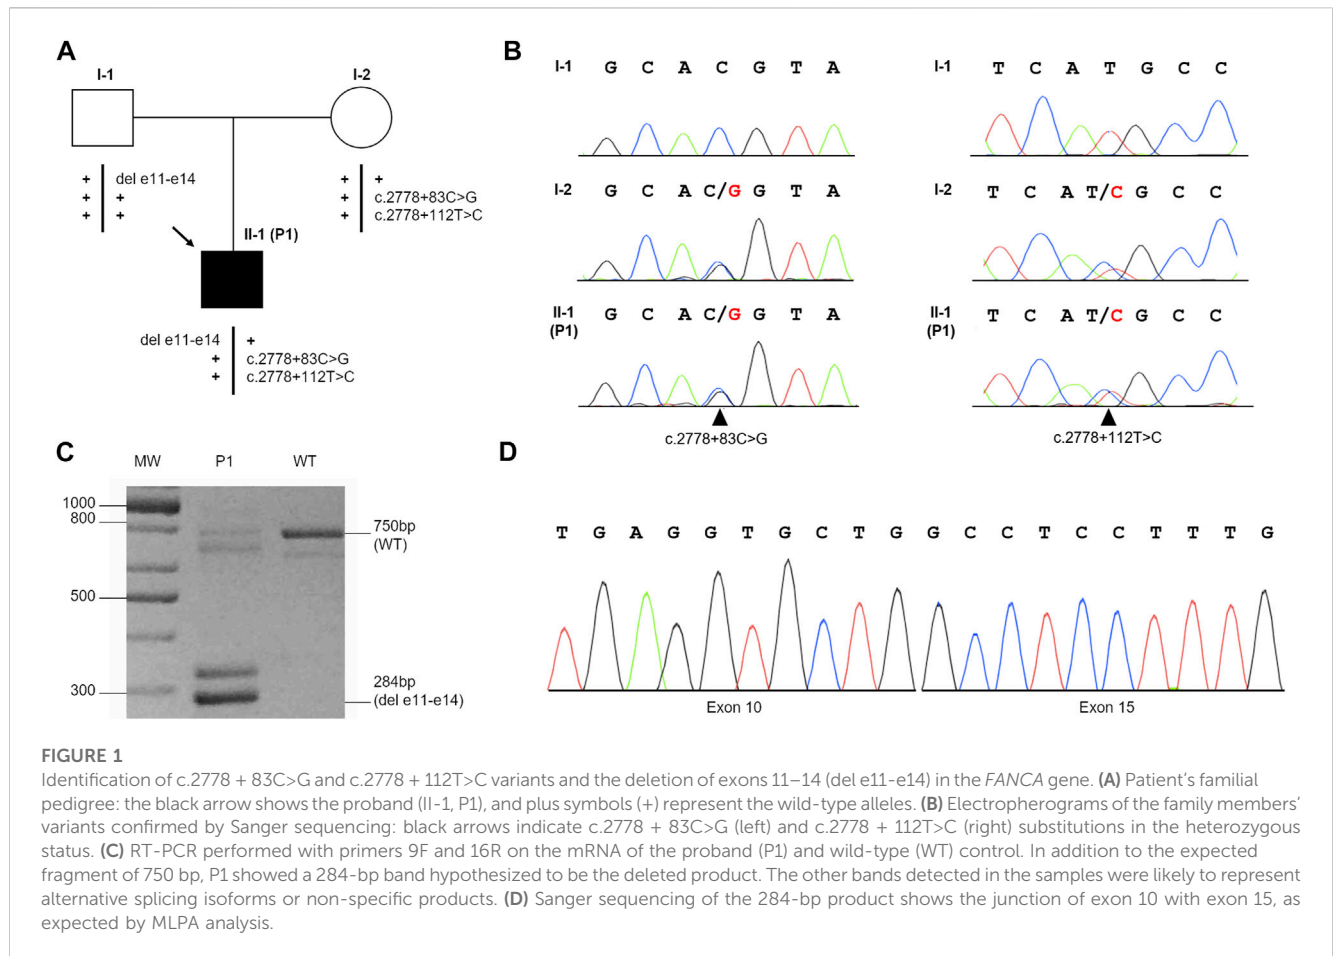 A
I-1
I-2
+ del e11-e14
+ +
+ +
+ +
+ c.2778+83C>G
+ c.2778+112T>C
II-1 (P1)
del e11-e14 +
+ c.2778+83C>G
+ c.2778+112T>C
B
I-1 G C A C G T A
I-2 G C A C/G G T A
II-1 G C A C/G G T A
(P1)
c.2778+83C>G
I-1 T C A T G C C
I-2 T C A T/C G C C
II-1 T C A T/C G C C
(P1)
c.2778+112T>C
C
MW P1 WT
1000
800
500
300
750bp
(WT)
284bp
(del e11-e14)
D
T G A G G T G C T G G C C T C C T T T G
Exon 10 Exon 15
FIGURE 1
Identification of c.2778 + 83C>G and c.2778 + 112T>C variants and the deletion of exons 11–14 (del e11-e14) in the FANCA gene. (A) Patient's familial
pedigree: the black arrow shows the proband (II-1, P1), and plus symbols (+) represent the wild-type alleles. (B) Electropherograms of the family members'
variants confirmed by Sanger sequencing: black arrows indicate c.2778 + 83C>G (left) and c.2778 + 112T>C (right) substitutions in the heterozygous
status. (C) RT-PCR performed with primers 9F and 16R on the mRNA of the proband (P1) and wild-type (WT) control. In addition to the expected
fragment of 750 bp, P1 showed a 284-bp band hypothesized to be the deleted product. The other bands detected in the samples were likely to represent
alternative splicing isoforms or non-specific products. (D) Sanger sequencing of the 284-bp product shows the junction of exon 10 with exon 15, as
expected by MLPA analysis.